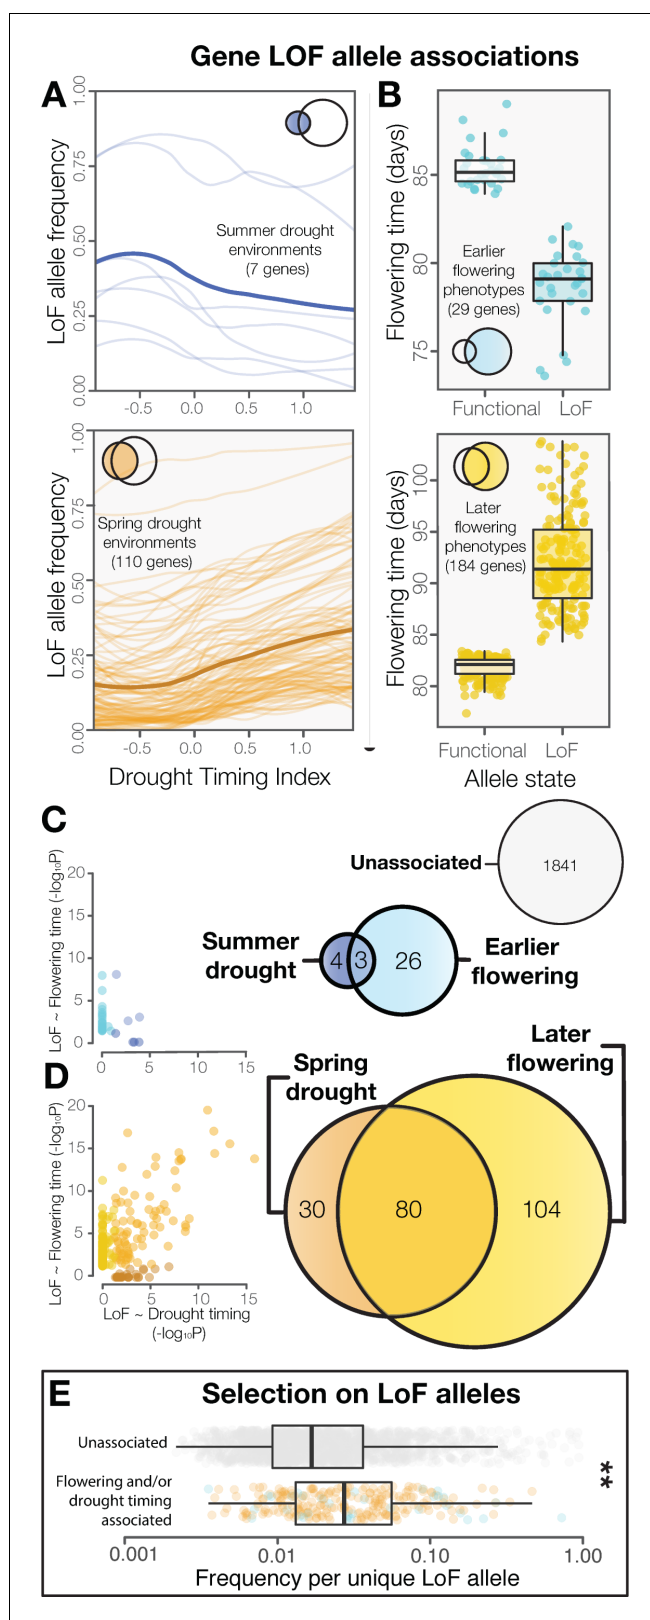 Gene LOF allele associations
A
LoF allele frequency
1.00
0.75
0.50
0.25
0.00
Summer drought
environments
(7 genes)
-0.5
0.0
0.5
1.0
B
Flowering time (days)
85
80
75
Earlier
flowering
phenotypes
(29 genes)
Functional
LoF
LoF allele frequency
1.00
0.75
0.50
0.25
0.00
Spring drought
environments
(110 genes)
-0.5
0.0
0.5
1.0
Drought Timing Index
Flowering time (days)
100
95
90
85
80
Later
flowering
phenotypes
(184 genes)
Functional
LoF
Allele state
C
LoF ~ Flowering time (-log₁₀P)
20
15
10
5
0
0
5
10
15
Unassociated
1841
Summer
drought
4
3
26
Earlier
flowering
D
LoF ~ Flowering time (-log₁₀P)
20
15
10
5
0
0
5
10
15
LoF ~ Drought timing
(-log₁₀P)
Spring
drought
Later
flowering
30
80
104
E
Selection on LoF alleles
Unassociated
Flowering and/or
drought timing
associated
**
0.001
0.01
0.10
1.00
Frequency per unique LoF allele